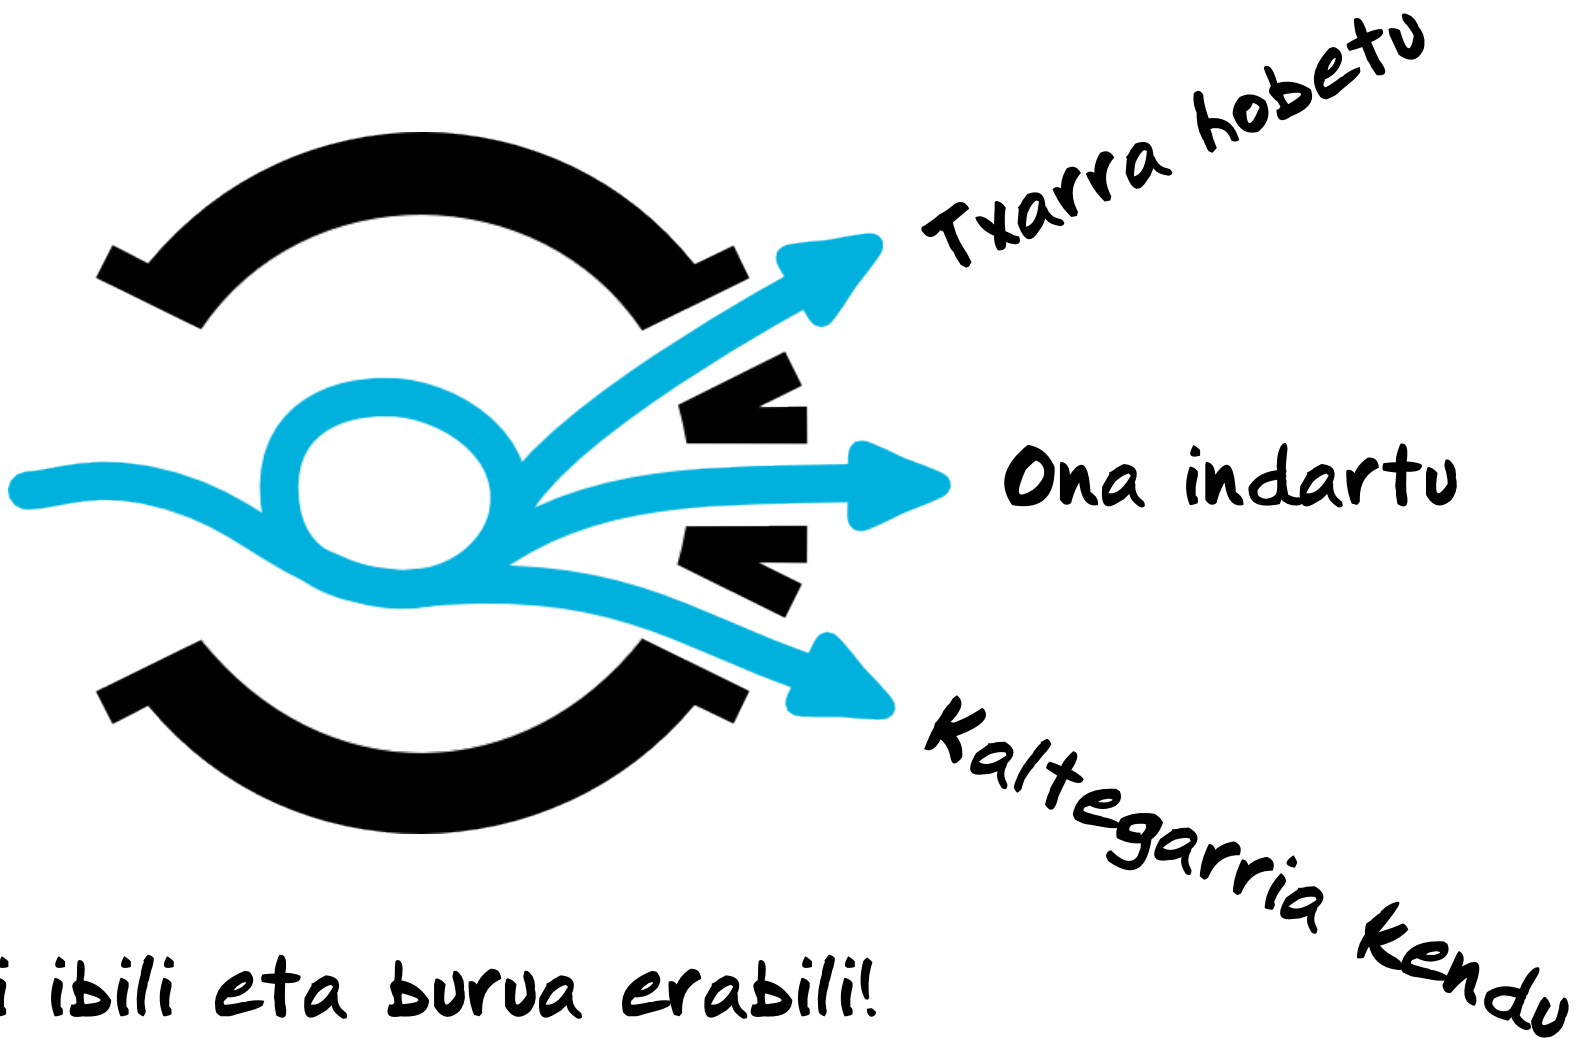 Txarra hobetu
Ona indartu
Kaltegarria kendu
i ibili eta burua erabili!